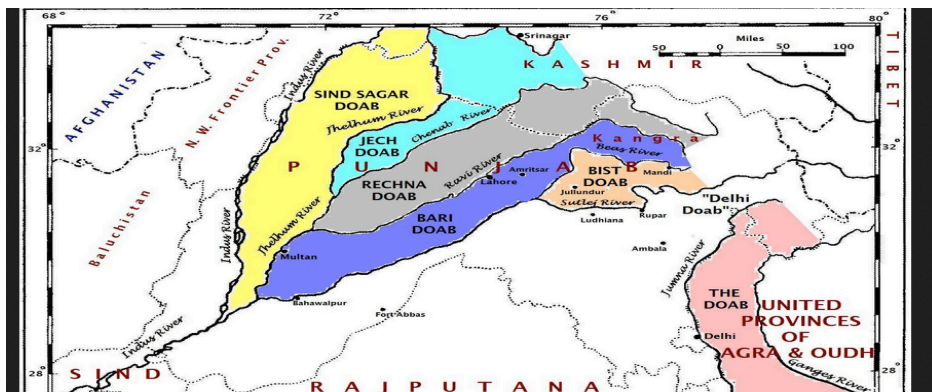 68
72
76
80
Miles
50 0 50 100
TIBET
AFGHANISTAN
N.W. Frontier Prov.
Indus River
Srinagar
KASHMIR
SIND SAGAR
DOAB
Jhelhum River
Chenab River
32
32
JECH
DOAB
Kangra
Beas River
PUNJAB
Ravi River
Amritsar
Lahore
RECHNA
DOAB
BIST
DOAB
Mandi
Jullundur
Sutlej River
Ludhiana
Rupar
"Delhi
Doab"
Baluchistan
Indus River
Jhelhum River
BARI
DOAB
Multan
Ambala
Jumna River
Bahawalpur
Fort Abbas
THE
DOAB
UNITED
PROVINCES
OF
AGRA & OUDH
Delhi
Ganges River
Indus River
28
28
SIND
RAJPUTANA